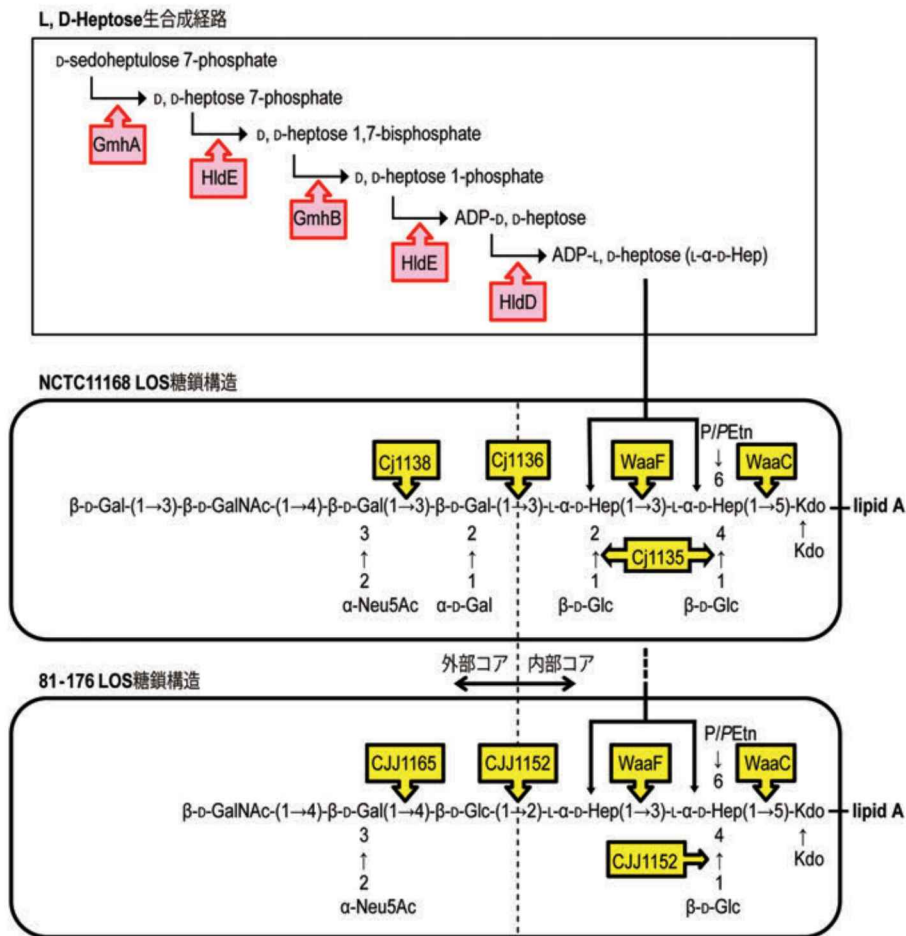 L, D-Heptose生合成経路
D-sedoheptulose 7-phosphate
D, D-heptose 7-phosphate
GmhA
D, D-heptose 1,7-bisphosphate
HldE
D, D-heptose 1-phosphate
GmhB
ADP-D, D-heptose
HldE
ADP-L, D-heptose (L-α-D-Hep)
HldD
NCTC11168 LOS糖鎖構造
P/PEtn
Cj1138 Cj1136 WaaF ↓ WaaC
6
β-D-Gal-(1→3)-β-D-GalNAc-(1→4)-β-D-Gal(1→3)-β-D-Gal-(1→3)-L-α-D-Hep(1→3)-L-α-D-Hep(1→5)-Kdo lipid A
3 2 2 Cj1135 4 ↑
↑ ↑ ↑ ↑ Kdo
2 1 1 1
α-Neu5Ac α-D-Gal β-D-Glc β-D-Glc
外部コア 内部コア
81-176 LOS糖鎖構造
P/PEtn
CJJ1165 CJJ1152 WaaF ↓ WaaC
6
β-D-GalNAc-(1→4)-β-D-Gal(1→4)-β-D-Glc-(1→2)-L-α-D-Hep(1→3)-L-α-D-Hep(1→5)-Kdo lipid A
3 4 ↑
↑ CJJ1152 ↑ Kdo
2 1
α-Neu5Ac β-D-Glc